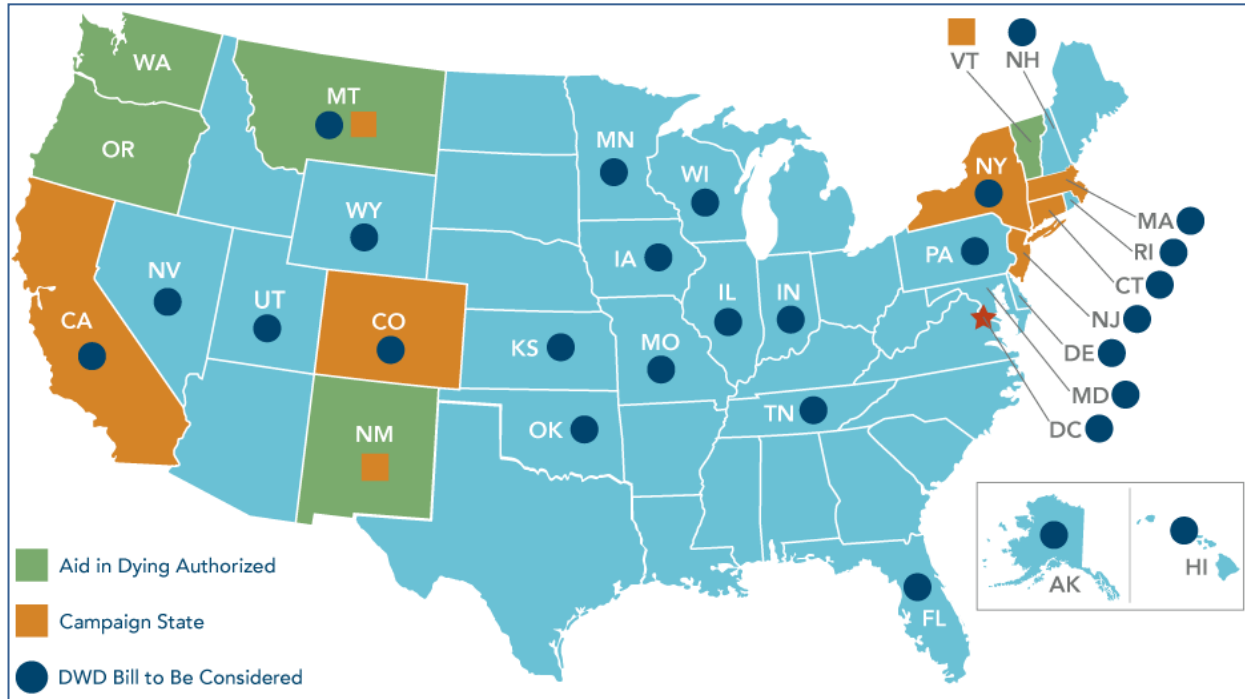 WA
MT
OR
VT
NH
MN
WI
NY
WY
MA
RI
PA
CT
NV
IA
UT
IL
IN
CA
CO
NJ
KS
MO
DE
MD
TN
DC
OK
NM
Aid in Dying Authorized
Campaign State
DWD Bill to Be Considered
AK
HI
FL